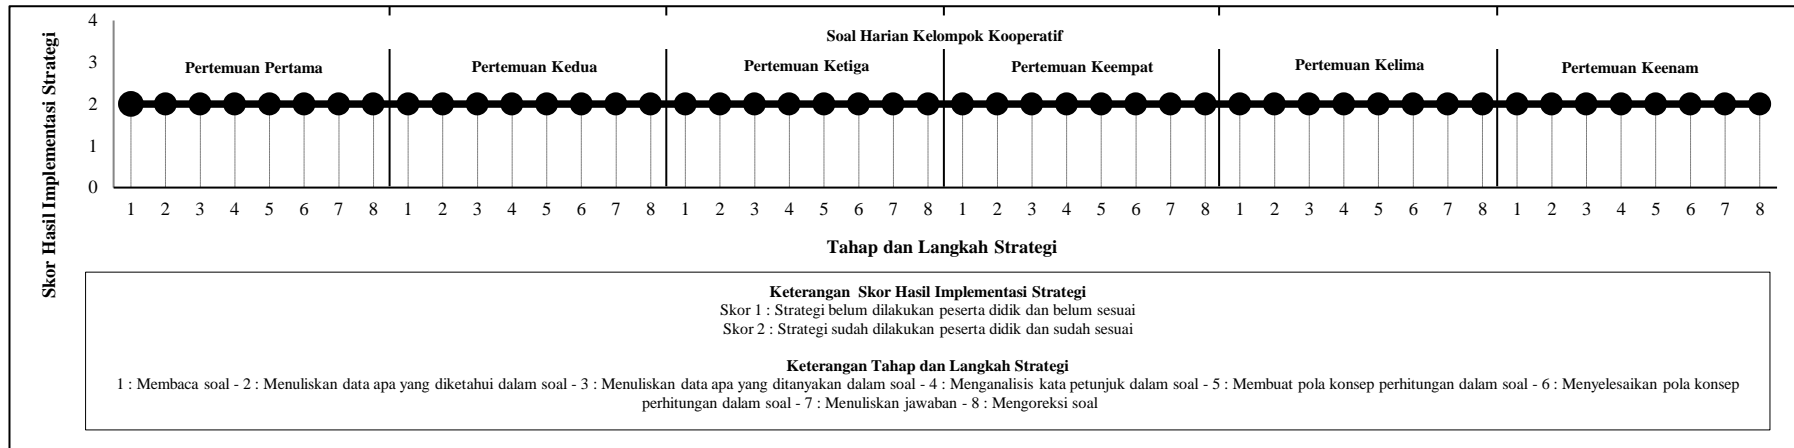 Skor Hasil Implementasi Strategi
4
3
2
1
0
Soal Harian Kelompok Kooperatif
Pertemuan Pertama
Pertemuan Kedua
Pertemuan Ketiga
Pertemuan Keempat
Pertemuan Kelima
Pertemuan Keenam
1 2 3 4 5 6 7 8 1 2 3 4 5 6 7 8 1 2 3 4 5 6 7 8 1 2 3 4 5 6 7 8 1 2 3 4 5 6 7 8 1 2 3 4 5 6 7 8
Tahap dan Langkah Strategi
Keterangan Skor Hasil Implementasi Strategi
Skor 1 : Strategi belum dilakukan peserta didik dan belum sesuai
Skor 2 : Strategi sudah dilakukan peserta didik dan sudah sesuai
Keterangan Tahap dan Langkah Strategi
1 : Membaca soal - 2 : Menuliskan data apa yang diketahui dalam soal - 3 : Menuliskan data apa yang ditanyakan dalam soal - 4 : Menganalisis kata petunjuk dalam soal - 5 : Membuat pola konsep perhitungan dalam soal - 6 : Menyelesaikan pola konsep
perhitungan dalam soal - 7 : Menuliskan jawaban - 8 : Mengoreksi soal